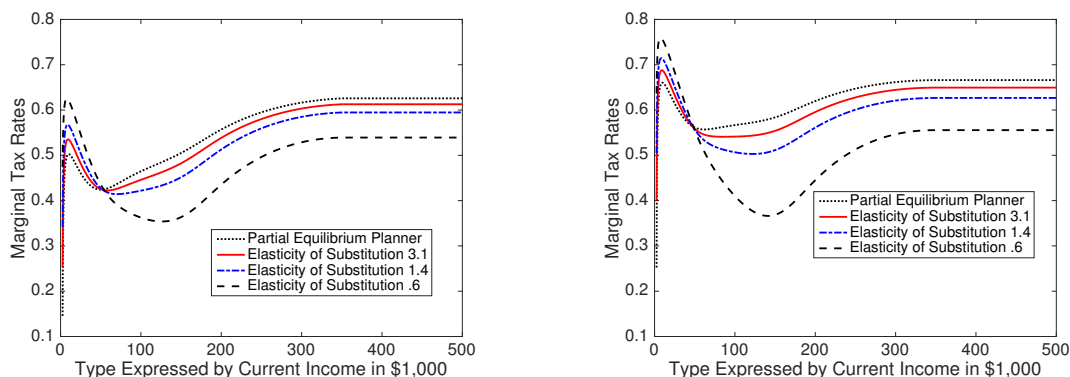 0.8
0.7
0.6
0.5
0.4
0.3
0.2
0.1
Marginal Tax Rates
Partial Equilibrium Planner
Elasticity of Substitution 3.1
Elasticity of Substitution 1.4
Elasticity of Substitution .6
0 100 200 300 400 500
Type Expressed by Current Income in $1,000
0.8
0.7
0.6
0.5
0.4
0.3
0.2
0.1
Marginal Tax Rates
Partial Equilibrium Planner
Elasticity of Substitution 3.1
Elasticity of Substitution 1.4
Elasticity of Substitution .6
0 100 200 300 400 500
Type Expressed by Current Income in $1,000